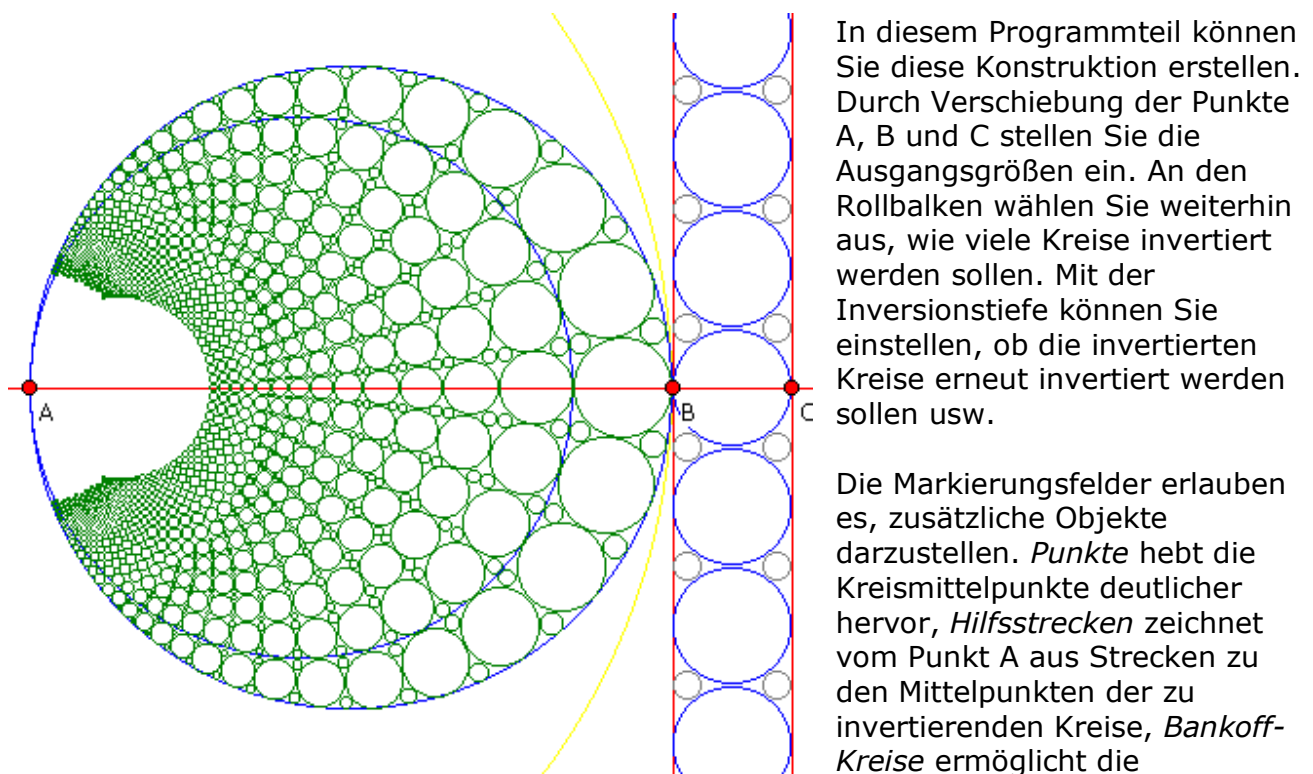 In diesem Programmteil können
Sie diese Konstruktion erstellen.
Durch Verschiebung der Punkte
A, B und C stellen Sie die
Ausgangsgrößen ein. An den
Rollbalken wählen Sie weiterhin
aus, wie viele Kreise invertiert
werden sollen. Mit der
Inversionstiefe können Sie
einstellen, ob die invertierten
Kreise erneut invertiert werden
sollen usw.
Die Markierungsfelder erlauben
es, zusätzliche Objekte
darzustellen. Punkte hebt die
Kreismittelpunkte deutlicher
hervor, Hilfsstrecken zeichnet
vom Punkt A aus Strecken zu
den Mittelpunkten der zu
invertierenden Kreise, Bankoff-
Kreise ermöglicht die
A
B
C